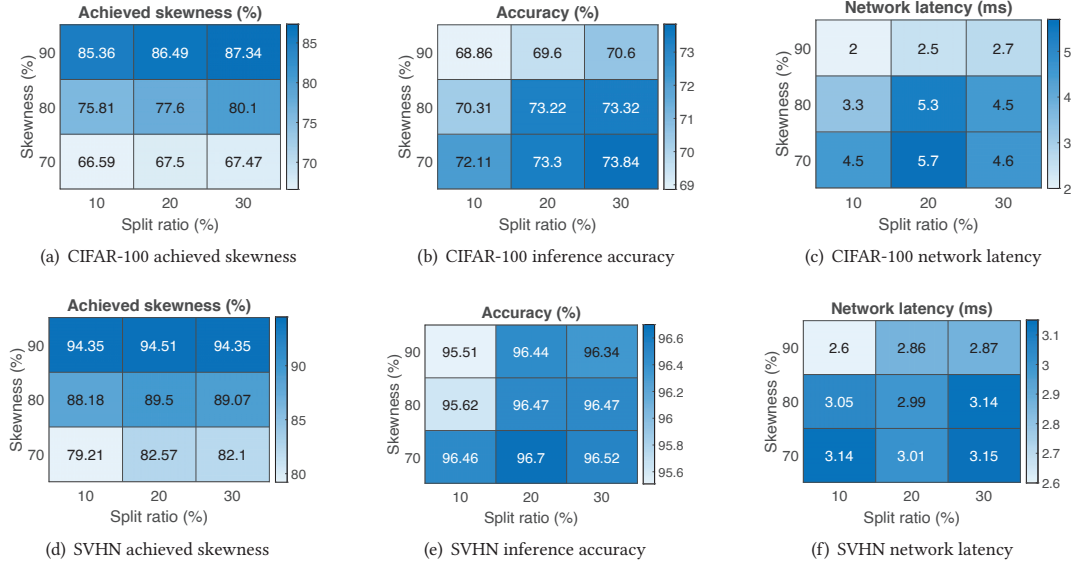 Achieved skewness (%)
Skewness (%)
90 85.36 86.49 87.34
80 75.81 77.6 80.1
70 66.59 67.5 67.47
10 20 30
Split ratio (%)
85
80
75
70
(a) CIFAR-100 achieved skewness
Accuracy (%)
Skewness (%)
90 68.86 69.6 70.6
80 70.31 73.22 73.32
70 72.11 73.3 73.84
10 20 30
Split ratio (%)
73
72
71
70
69
(b) CIFAR-100 inference accuracy
Network latency (ms)
Skewness (%)
90 2 2.5 2.7
80 3.3 5.3 4.5
70 4.5 5.7 4.6
10 20 30
Split ratio (%)
5
4
3
2
(c) CIFAR-100 network latency
Achieved skewness (%)
Skewness (%)
90 94.35 94.51 94.35
80 88.18 89.5 89.07
70 79.21 82.57 82.1
10 20 30
Split ratio (%)
90
85
80
(d) SVHN achieved skewness
Accuracy (%)
Skewness (%)
90 95.51 96.44 96.34
80 95.62 96.47 96.47
70 96.46 96.7 96.52
10 20 30
Split ratio (%)
96.6
96.4
96.2
96
95.8
95.6
(e) SVHN inference accuracy
Network latency (ms)
Skewness (%)
90 2.6 2.86 2.87
80 3.05 2.99 3.14
70 3.14 3.01 3.15
10 20 30
Split ratio (%)
3.1
3
2.9
2.8
2.7
2.6
(f) SVHN network latency